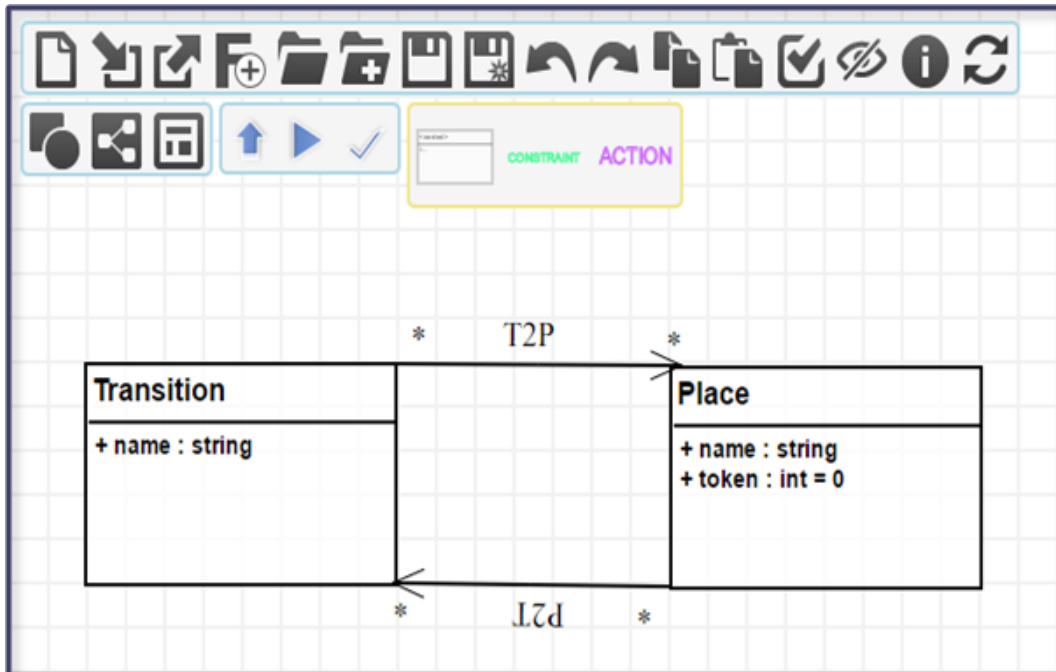 CONSTRAINT ACTION
* T2P *
Transition
+ name : string
Place
+ name : string
+ token : int = 0
* P2T *